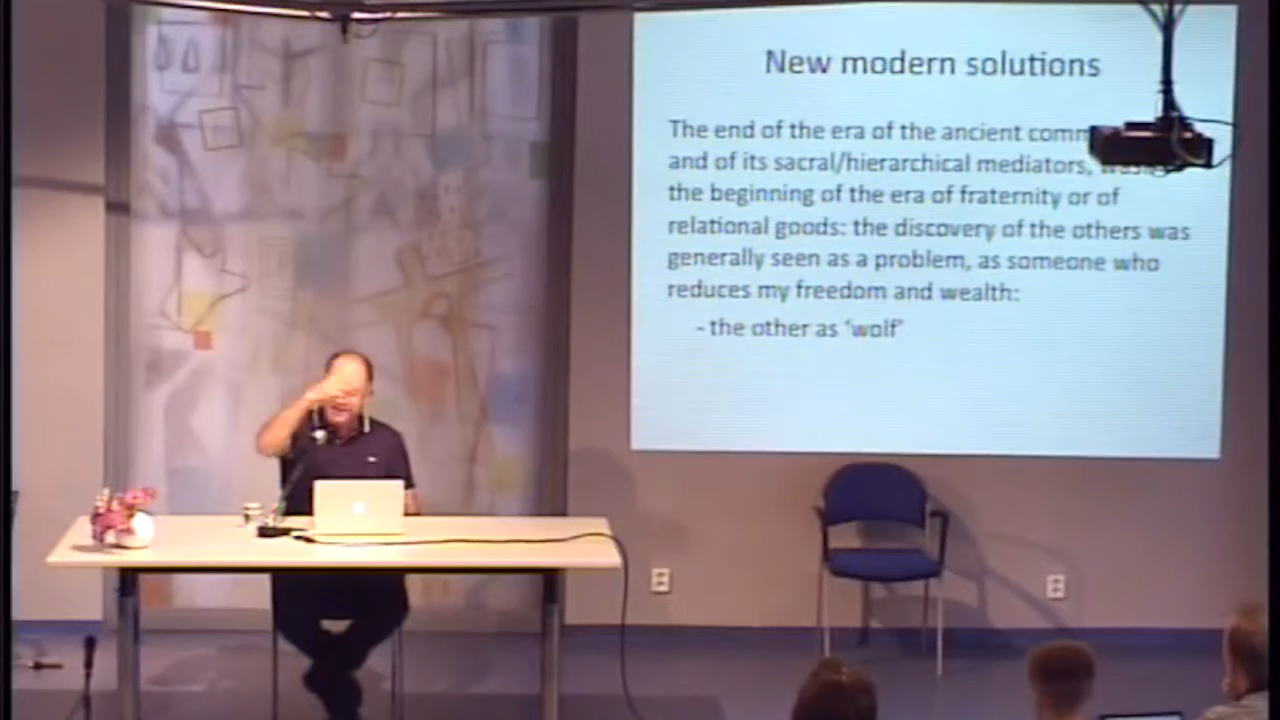 New modern solutions
The end of the era of the ancient
and of its sacral/hierarchical mediators,
the beginning of the era of fraternity or of
relational goods: the discovery of the others was
generally seen as a problem, as someone who
reduces my freedom and wealth:
- the other as ‘wolf’